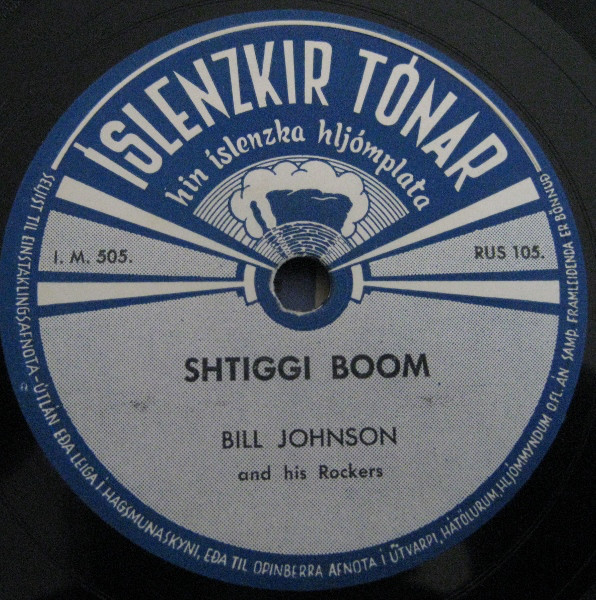 ÍSLENZKIR TÓNAR
hin íslenzka hljómplata
I. M. 505.
RUS 105.
SHTIGGI BOOM
BILL JOHNSON
and his Rockers
SELJIST TIL EINSTAKLINGSAFNOTA-ÚTLÁN EÐA LEIGA Í HAGSMUNASKYNI, EÐA TIL OPINBERRA AFNOTA Í ÚTVARPI, HÁTÖLURUM, HLJÓMMYNDUM O.FL. ÁN SAMÞ. FRAMLEIÐENDA ER BÖNNUÐ